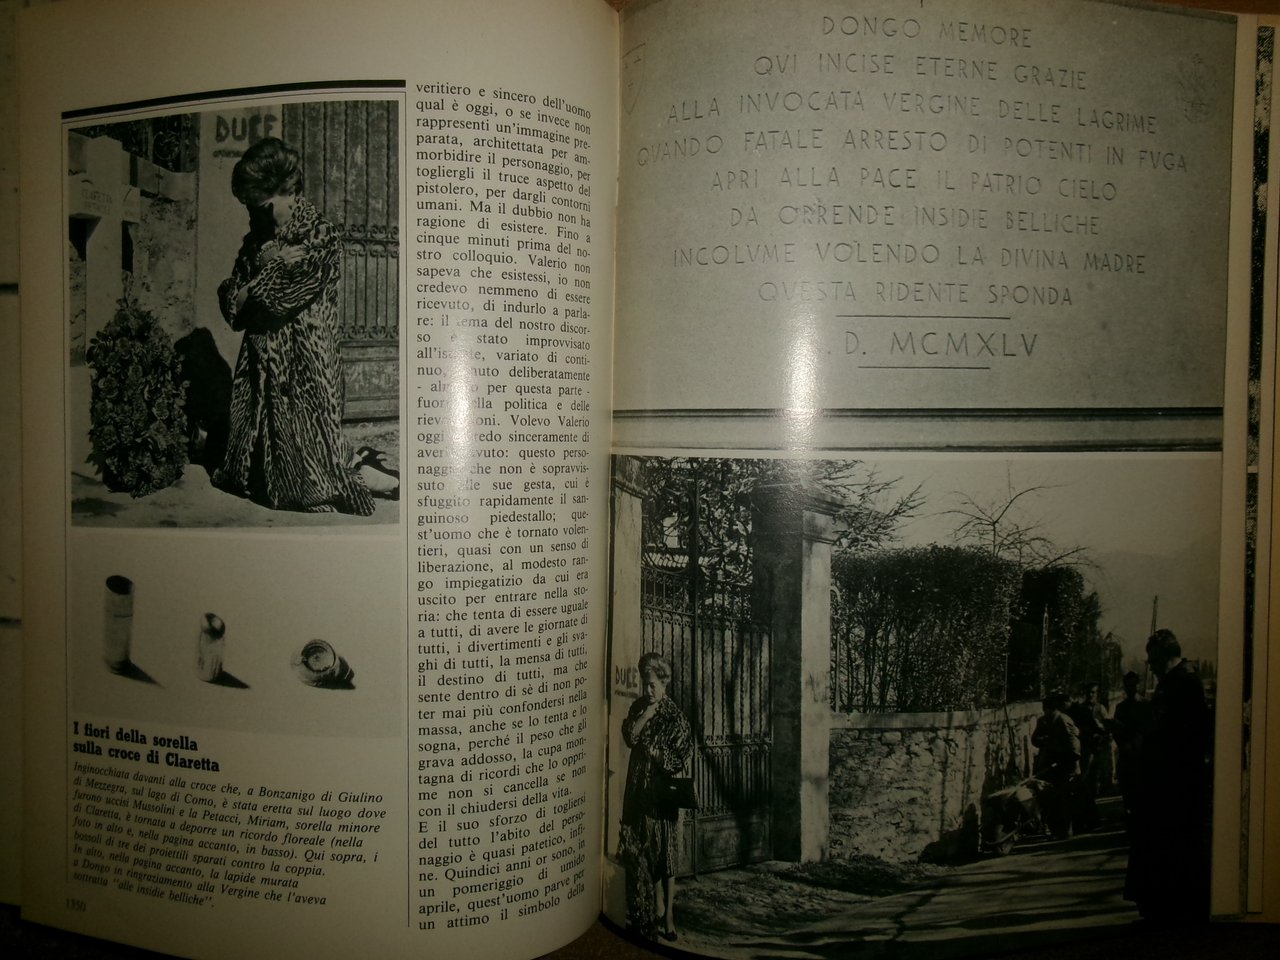 DUCE
CLARETTA
veritiero e sincero dell'uomo
qual è oggi, o se invece non
rappresenti un'immagine pre-
parata, architettata per am-
morbidire il personaggio, per
togliergli il truce aspetto del
pistolero, per dargli contorni
umani. Ma il dubbio non ha
ragione di esistere. Fino a
cinque minuti prima del no-
stro colloquio. Valerio non
sapeva che esistessi, io non
credevo nemmeno di essere
ricevuto, di indurlo a parla-
re: il tema del nostro discor-
so è stato improvvisato
all'istante, variato di conti-
nuo, tenuto deliberatamente
- almeno per questa parte -
fuori della politica e delle
rievocazioni. Volevo Valerio
oggi e credo sinceramente di
averlo avuto: questo perso-
naggio che non è sopravvis-
suto alle sue gesta, cui è
sfuggito rapidamente il san-
guinoso piedestallo; que-
st'uomo che è tornato volen-
tieri, quasi con un senso di
liberazione, al modesto ran-
go impiegatizio da cui era
uscito per entrare nella sto-
ria: che tenta di essere uguale
a tutti, di avere le giornate di
tutti, i divertimenti e gli sva-
ghi di tutti, la mensa di tutti,
il destino di tutti, ma che
sente dentro di sè di non po-
ter mai più confondersi nella
massa, anche se lo tenta e lo
sogna, perché il peso che gli
grava addosso, la cupa mon-
tagna di ricordi che lo oppri-
me non si cancella se non
con il chiudersi della vita.
E il suo sforzo di togliersi
del tutto l'abito del perso-
naggio è quasi patetico, infi-
ne. Quindici anni or sono, in
un pomeriggio di umido
aprile, quest'uomo parve per
un attimo il simbolo della
I fiori della sorella
sulla croce di Claretta
Inginocchiata davanti alla croce che, a Bonzanigo di Giulino
di Mezzegra, sul lago di Como, è stata eretta sul luogo dove
furono uccisi Mussolini e la Petacci, Miriam, sorella minore
di Claretta, è tornata a deporre un ricordo floreale (nella
foto in alto e, nella pagina accanto, in basso). Qui sopra, i
bossoli di tre dei proiettili sparati contro la coppia.
In alto, nella pagina accanto, la lapide murata
a Dongo in ringraziamento alla Vergine che l'aveva
sottratta "alle insidie belliche".
1350
DONGO MEMORE
QVI INCISE ETERNE GRAZIE
ALLA INVOCATA VERGINE DELLE LAGRIME
QVANDO FATALE ARRESTO DI POTENTI IN FVGA
APRI ALLA PACE IL PATRIO CIELO
DA ORRENDE INSIDIE BELLICHE
INCOLVME VOLENDO LA DIVINA MADRE
QVESTA RIDENTE SPONDA
. D. MCMXLV
DUCE